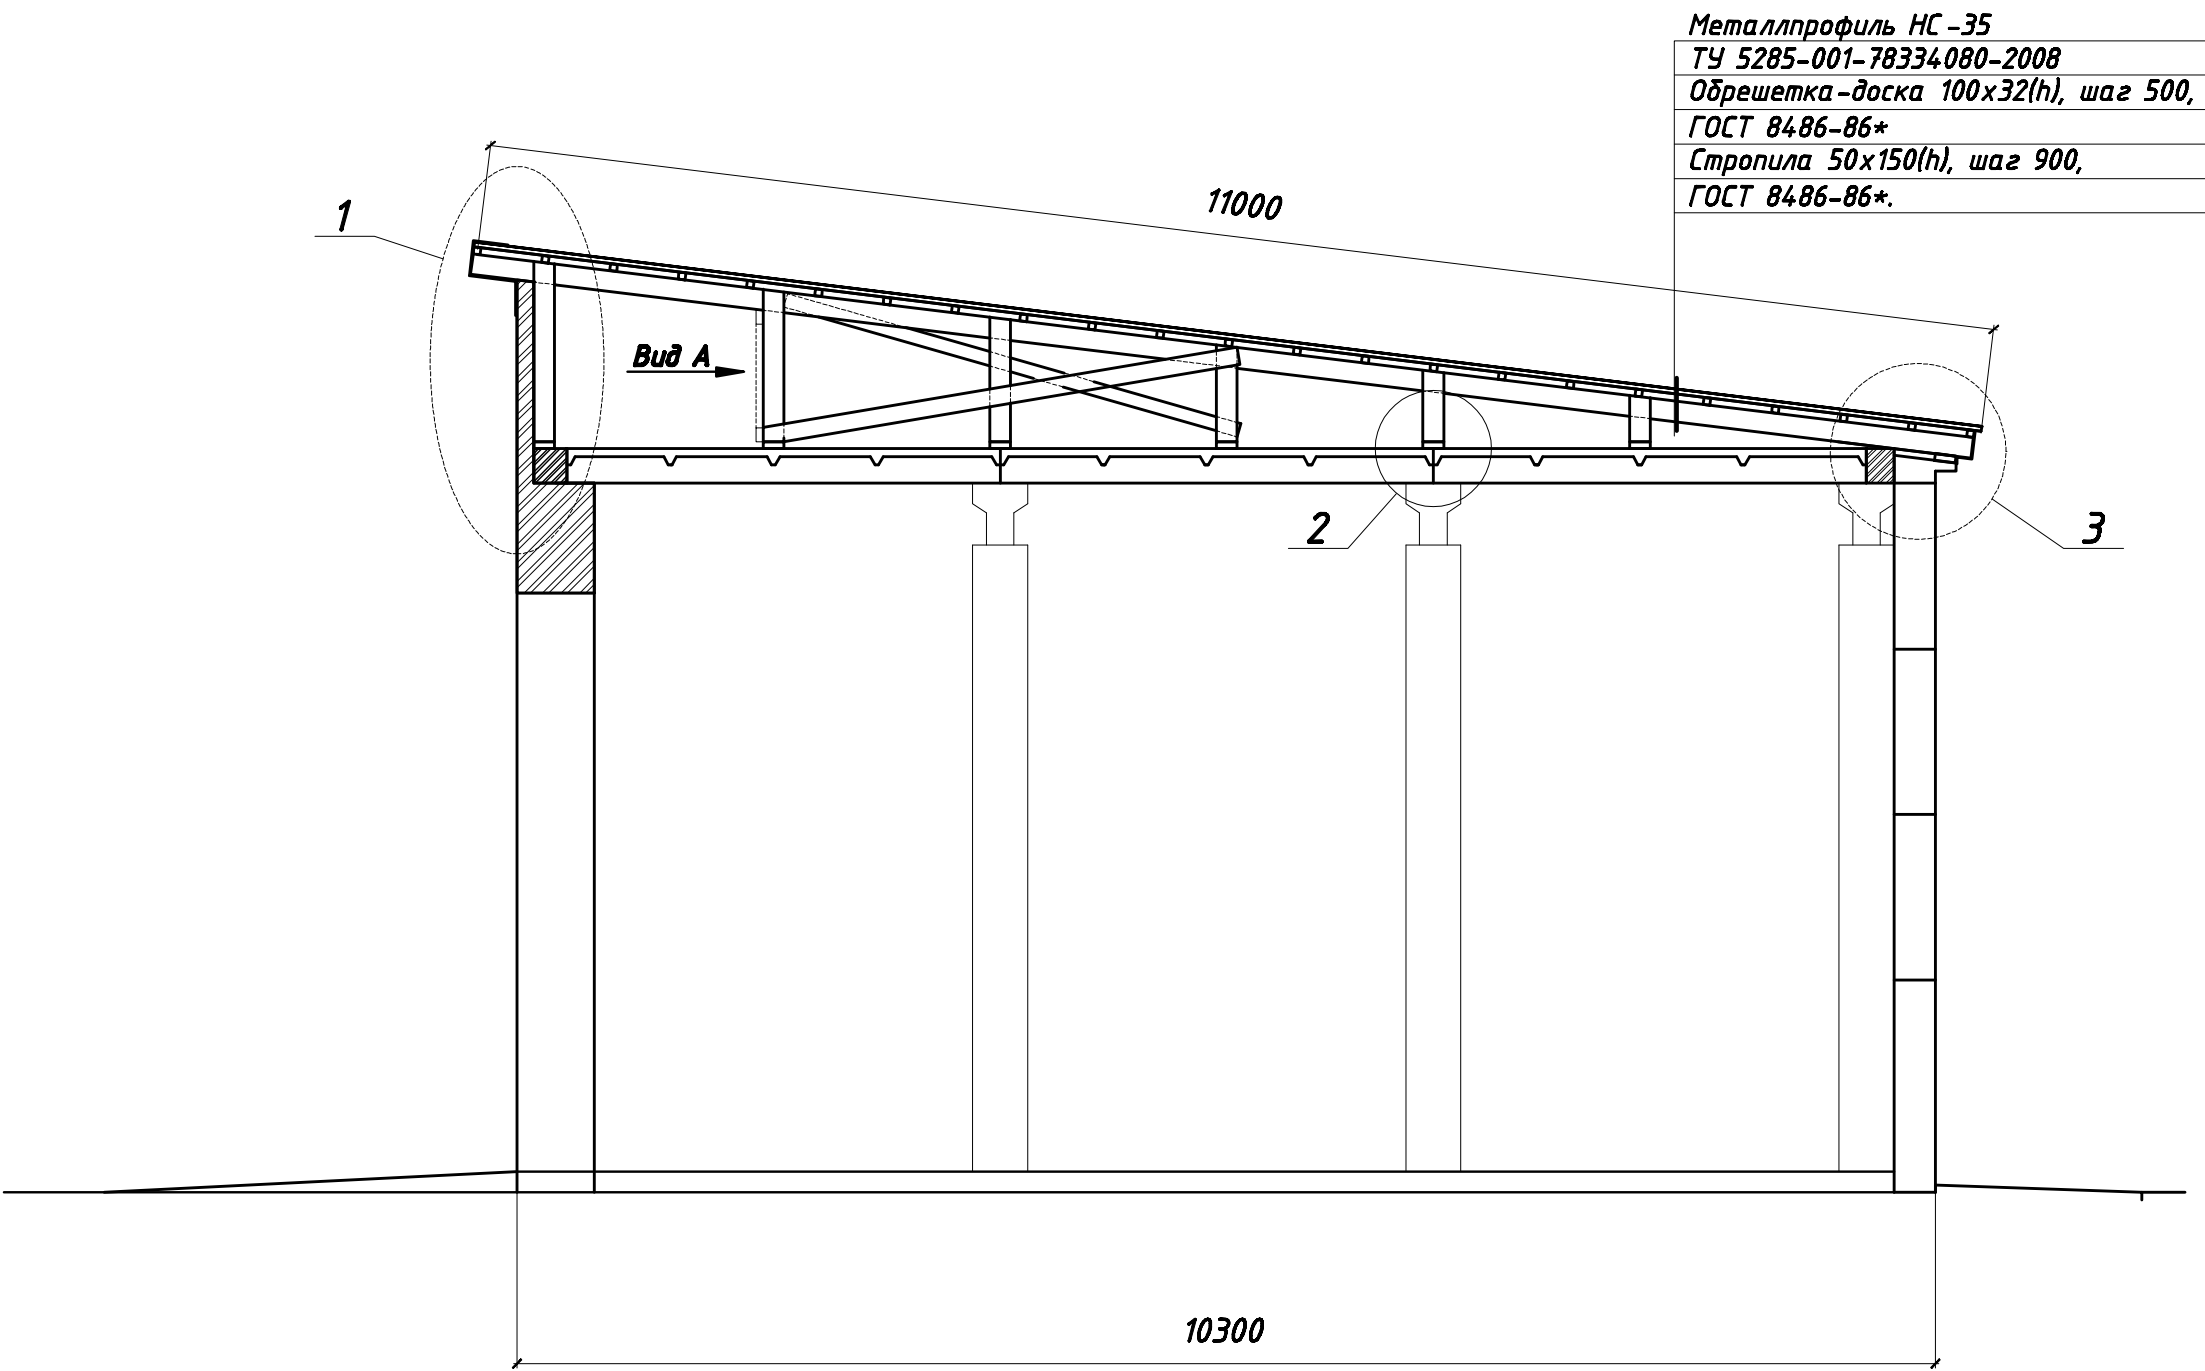 Металлпрофиль НС-35
ТУ 5285-001-78334080-2008
Обрешетка-доска 100х32(h), шаг 500,
ГОСТ 8486-86*
Стропила 50х150(h), шаг 900,
ГОСТ 8486-86*.
11000
1
Вид А
2
3
10300